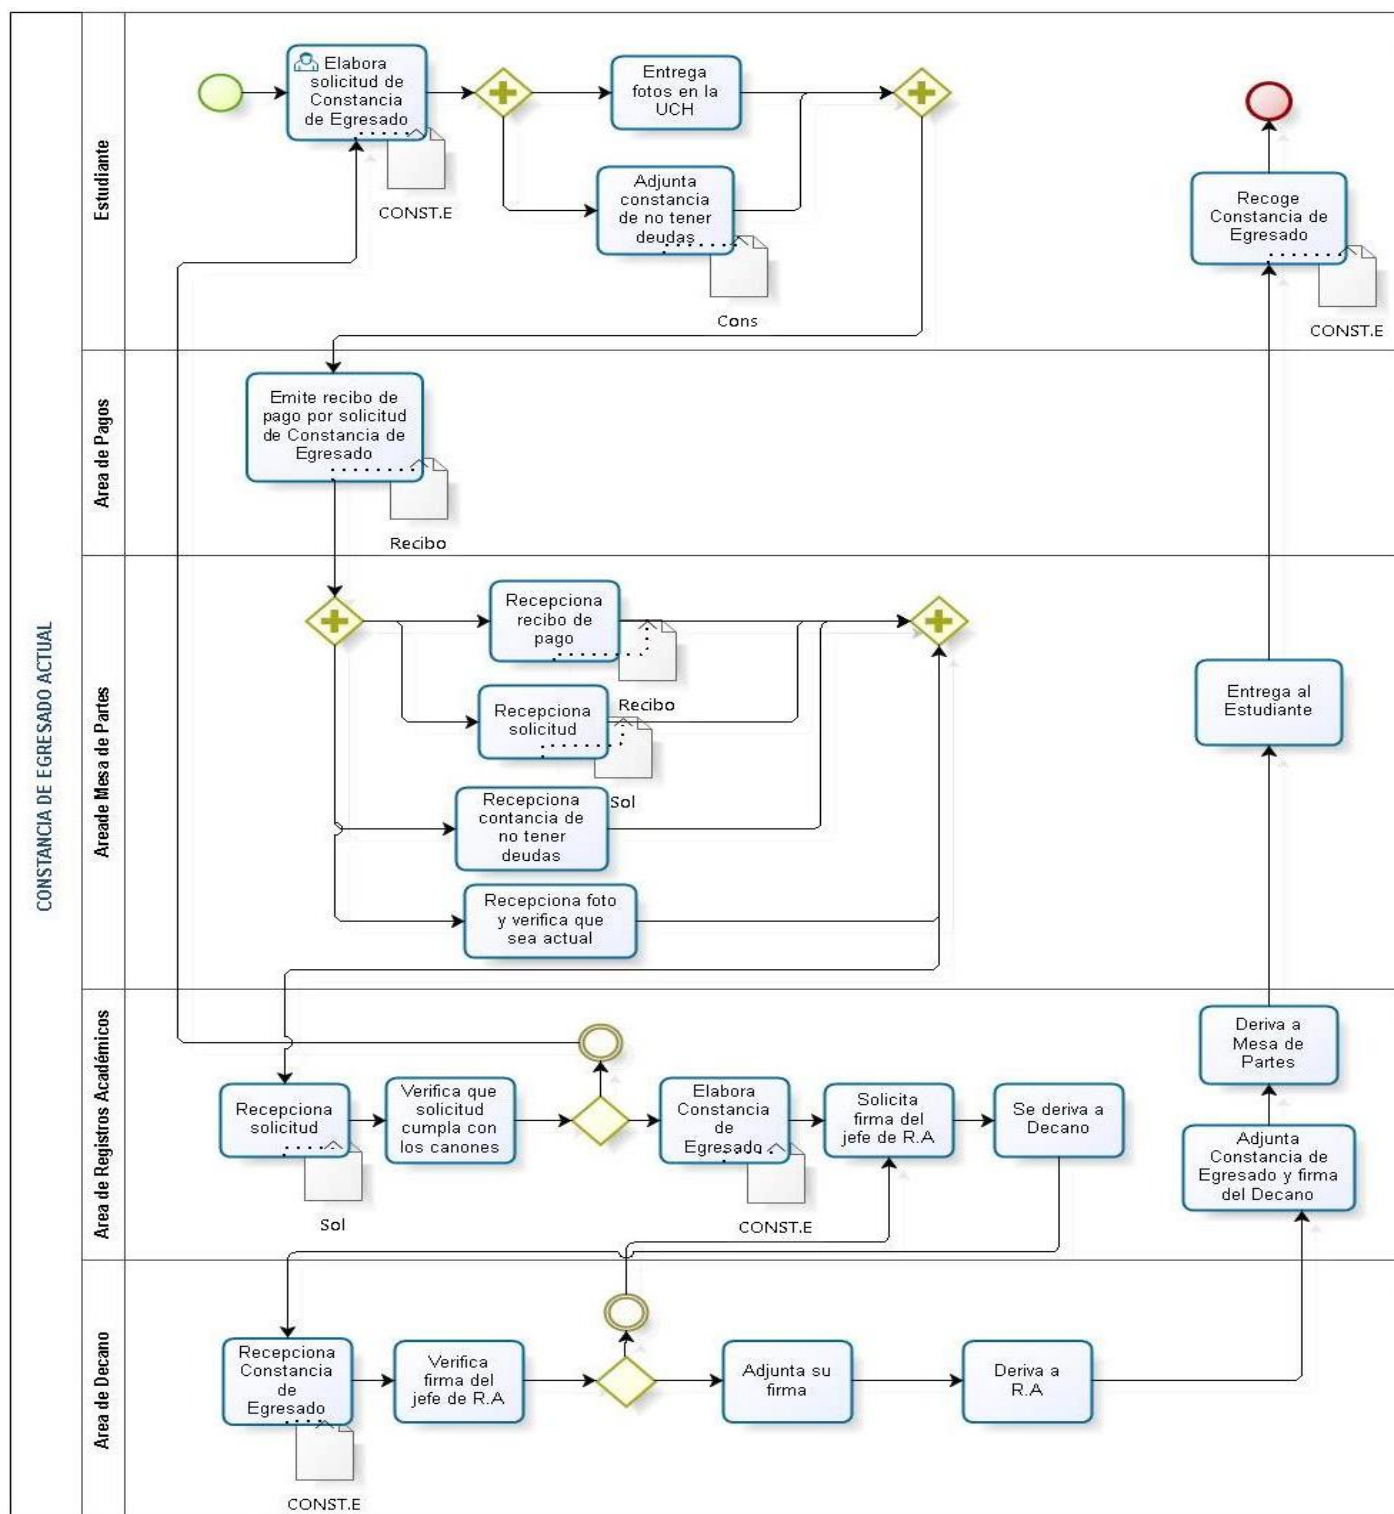 CONSTANCIA DE EGRESADO ACTUAL
Estudiante
Elabora
solicitud de
Constancia
de Egresado
CONST.E
Entrega
fotos en la
UCH
Adjunta
constancia
de no tener
deudas
Cons
Recoge
Constancia de
Egresado
CONST.E
Area de Pagos
Emite recibo de
pago por solicitud
de Constancia de
Egresado
Recibo
Areade Mesa de Partes
Recepciona
recibo de
pago
Recibo
Recepciona
solicitud
Sol
Recepciona
contancia de
no tener
deudas
Recepciona foto
y verifica que
sea actual
Entrega al
Estudiante
Area de Registros Académicos
Recepciona
solicitud
Sol
Verifica que
solicitud
cumpla con
los canones
Elabora
Constancia
de
Egresado
CONST.E
Solicita
firma del
jefe de R.A
Se deriva a
Decano
Deriva a
Mesa de
Partes
Adjunta
Constancia de
Egresado y firma
del Decano
Area de Decano
Recepciona
Constancia
de
Egresado
CONST.E
Verifica
firma del
jefe de R.A
Adjunta su
firma
Deriva a
R.A